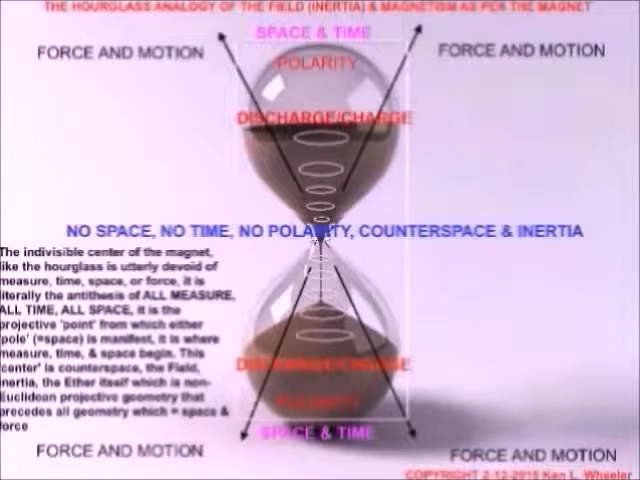 THE HOURGLASS ANALOGY OF THE FIELD (INERTIA) & MAGNETISM AS PER THE MAGNET
SPACE & TIME
FORCE AND MOTION
FORCE AND MOTION
POLARITY
DISCHARGE/CHARGE
NO SPACE, NO TIME, NO POLARITY, COUNTERSPACE & INERTIA
The indivisible center of the magnet,
like the hourglass is utterly devoid of
measure, time, space, or force, it is
literally the antithesis of ALL MEASURE,
ALL TIME, ALL SPACE, it is the
projective 'point' from which either
'pole' (=space) is manifest, it is where
measure, time, & space begin. This
'center' is counterspace, the Field,
inertia, the Ether itself which is non-
Euclidean projective geometry that
precedes all geometry which = space &
force
DISCHARGE/CHARGE
POLARITY
SPACE & TIME
FORCE AND MOTION
FORCE AND MOTION
COPYRIGHT 2-12-2015 Ken L. Wheeler